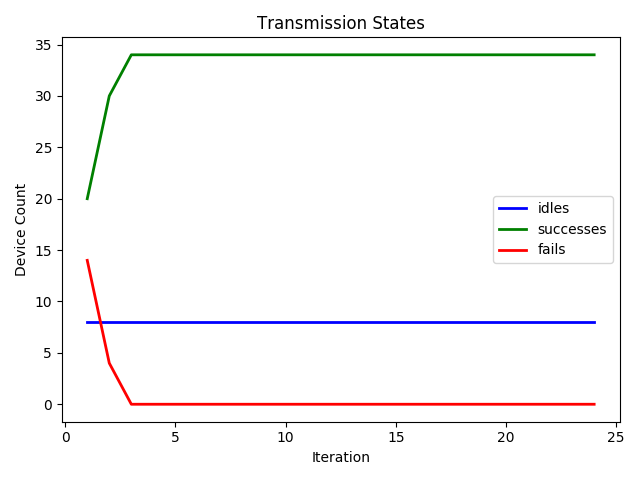 Transmission States
Device Count
35
30
25
20
15
10
5
0
idles
successes
fails
0 5 10 15 20 25
Iteration